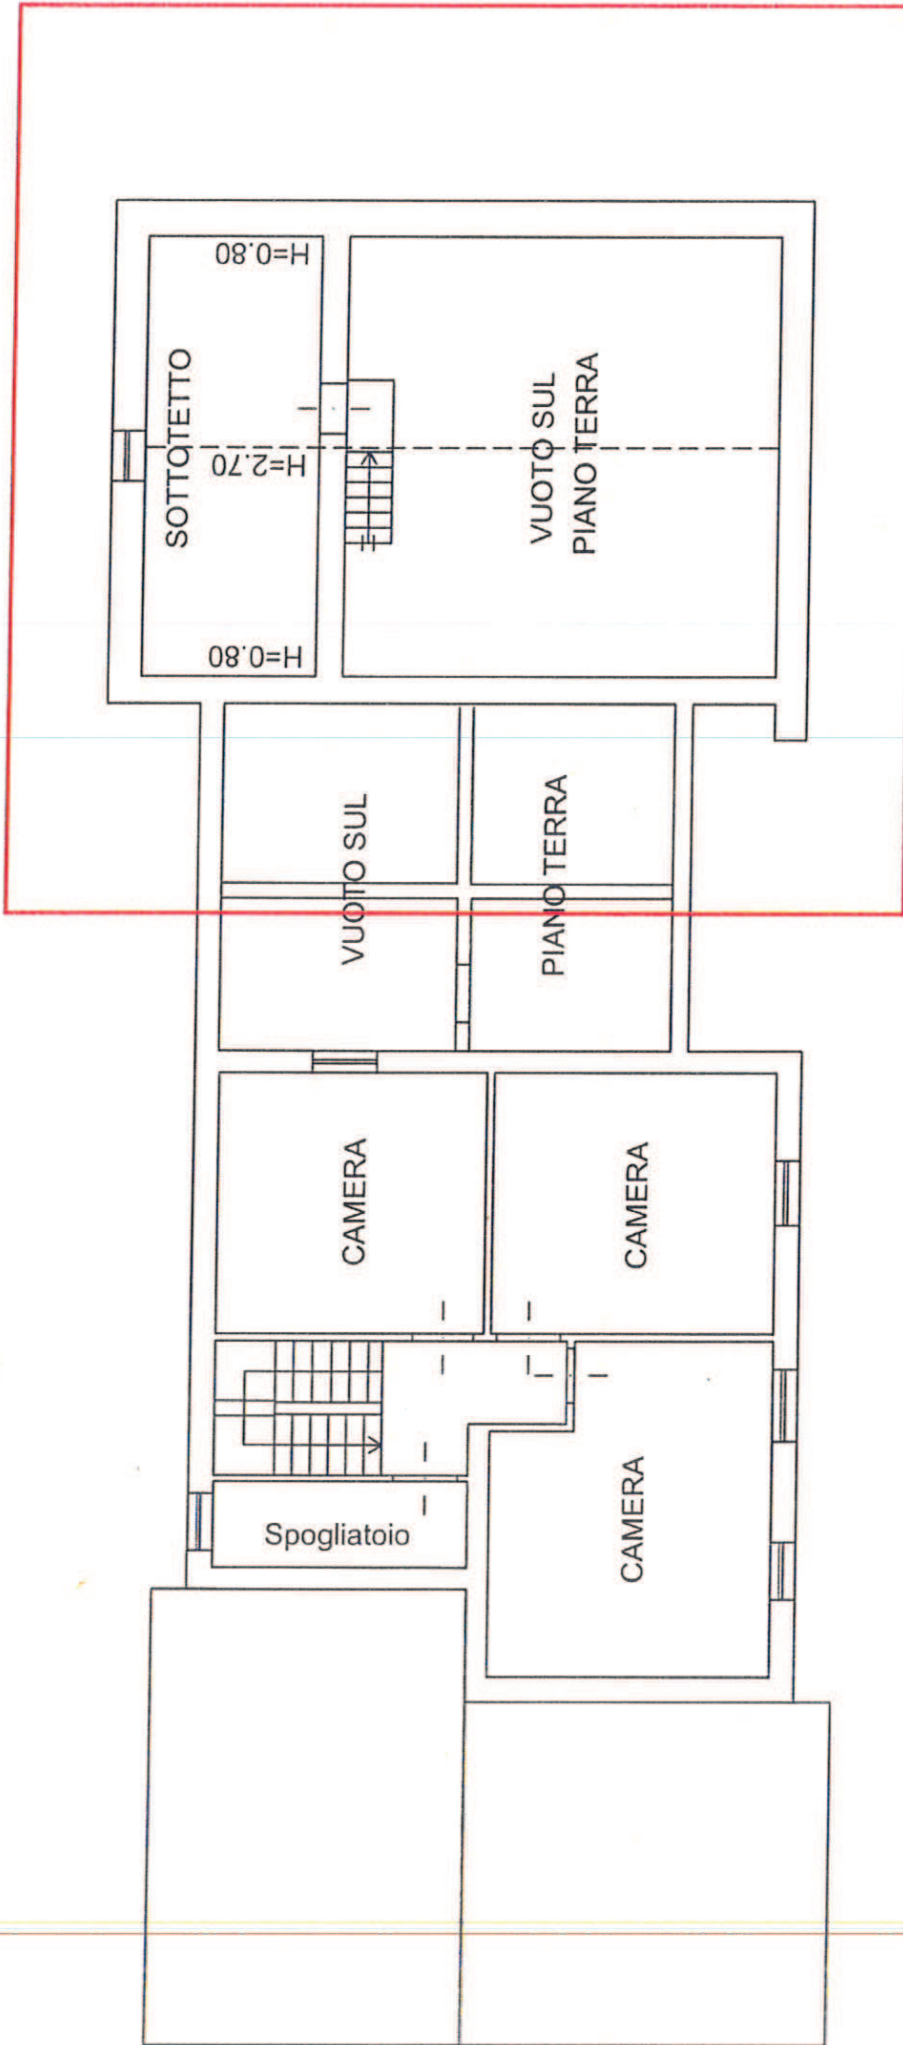 SOTTOTETTO
H=0.80
H=2.70
H=0.80
VUOTO SUL
PIANO TERRA
VUOTO SUL
PIANO TERRA
CAMERA
CAMERA
CAMERA
Spogliatoio